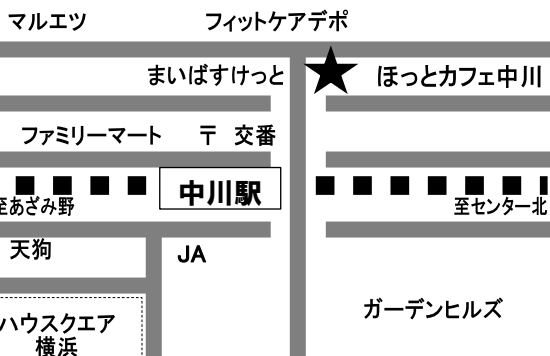 マルエツ フィットケアデポ
まいばすけっと ほっとカフェ中川
ファミリーマート 〒 交番
中川駅
至あざみ野 至センター北
天狗 JA
ガーデンヒルズ
ハウスクエア
横浜